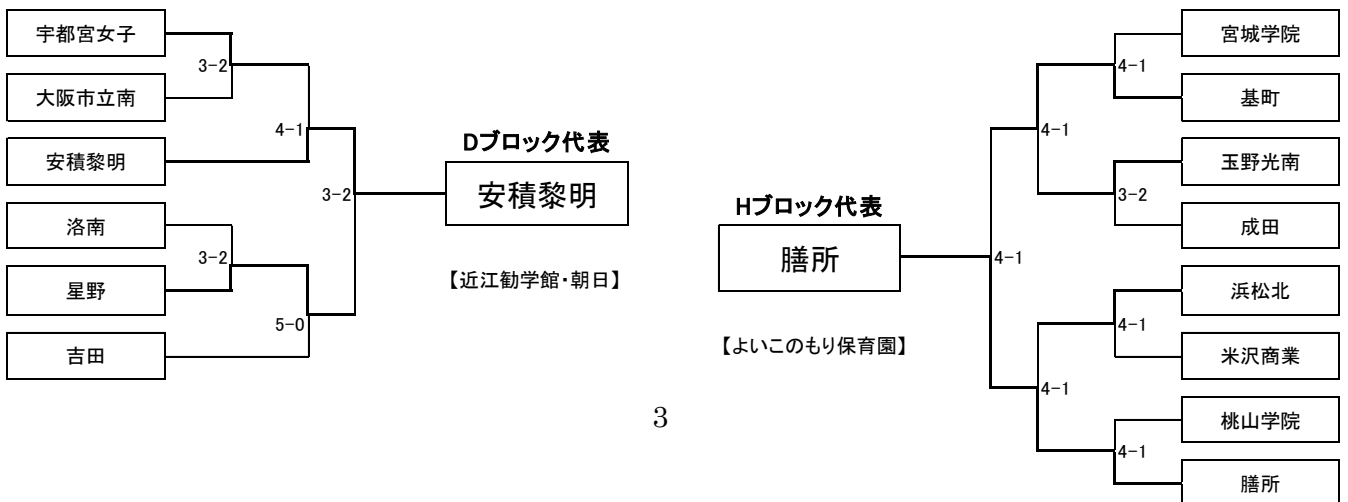 宇都宮女子
3-2
大阪市立南
4-1
安積黎明
3-2
洛南
3-2
星野
5-0
吉田
Dブロック代表
安積黎明
【近江勧学館・朝日】
Hブロック代表
膳所
【よいこのもり保育園】
宮城学院
4-1
基町
4-1
玉野光南
3-2
成田
4-1
浜松北
4-1
米沢商業
4-1
桃山学院
4-1
膳所
3